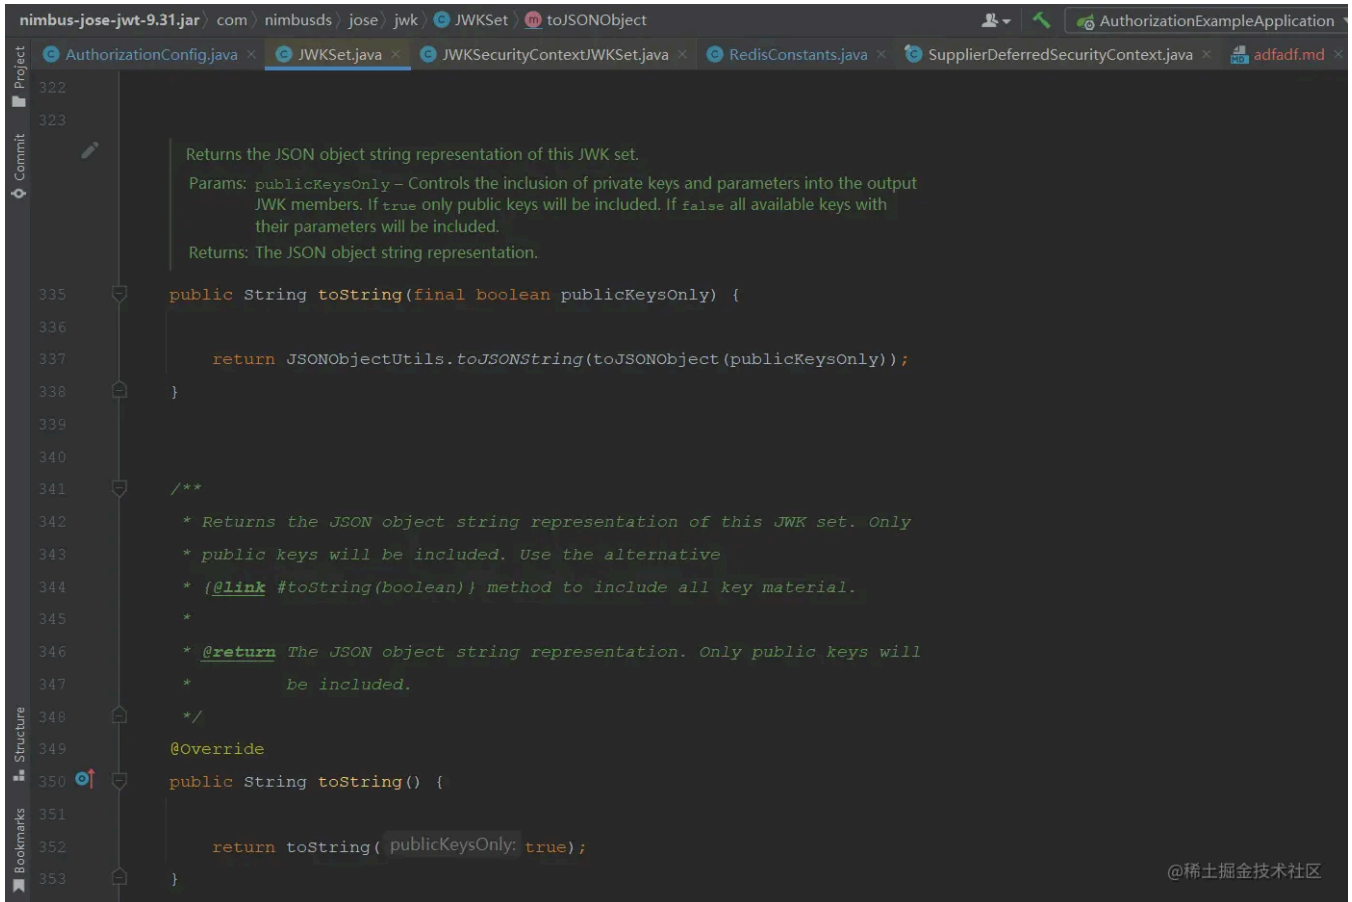 nimbus-jose-jwt-9.31.jar com nimbusds jose jwk JWKSet toJSONObject AuthorizationExampleApplication
AuthorizationConfig.java JWKSet.java JWKSecurityContextJWKSet.java RedisConstants.java SupplierDeferredSecurityContext.java adfadf.md
Project
Commit
Structure
Bookmarks
322
323
Returns the JSON object string representation of this JWK set.
Params: publicKeysOnly – Controls the inclusion of private keys and parameters into the output
JWK members. If true only public keys will be included. If false all available keys with
their parameters will be included.
Returns: The JSON object string representation.
335 public String toString(final boolean publicKeysOnly) {
336
337 return JSONObjectUtils.toJSONString(toJSONObject(publicKeysOnly));
338 }
339
340
341 /**
342 * Returns the JSON object string representation of this JWK set. Only
343 * public keys will be included. Use the alternative
344 * {@link #toString(boolean)} method to include all key material.
345 *
346 * @return The JSON object string representation. Only public keys will
347 * be included.
348 */
349 @Override
350 public String toString() {
351
352 return toString( publicKeysOnly: true);
353 }
@稀土掘金技术社区